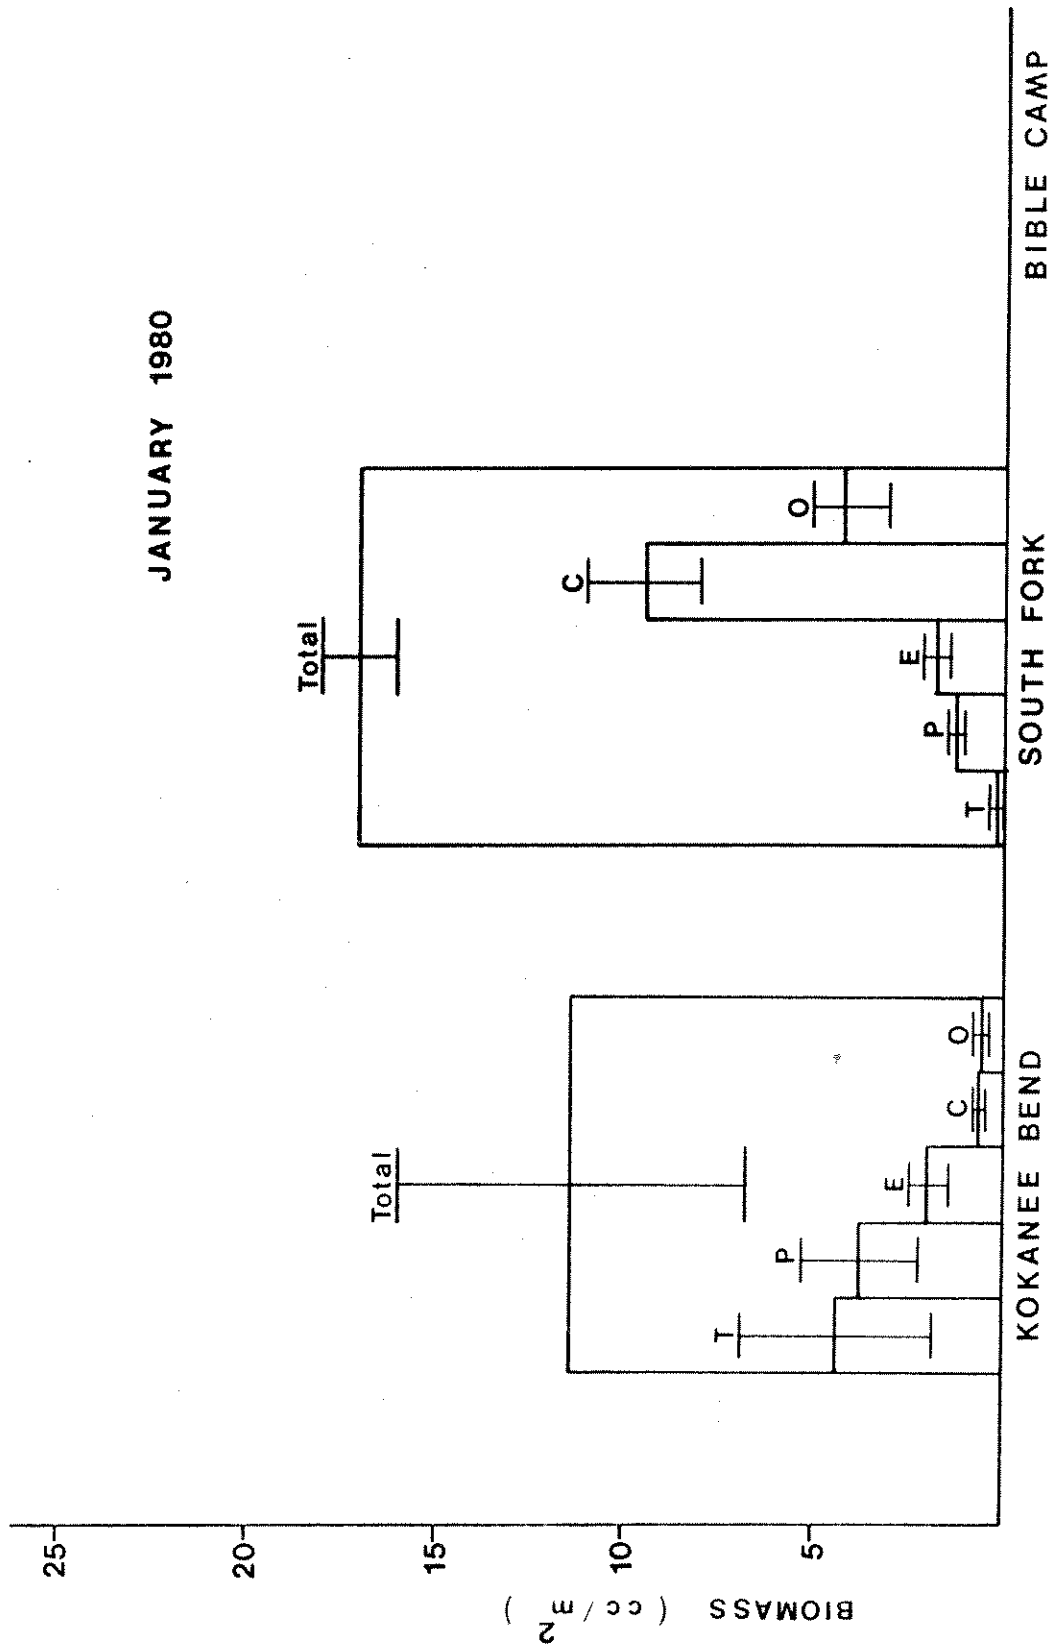 JANUARY 1980
BIOMASS ( cc / m2 )
25
20
15
10
5
Total
T
P
E
C
O
KOKANEE BEND
Total
T
P
E
C
O
SOUTH FORK
BIBLE CAMP